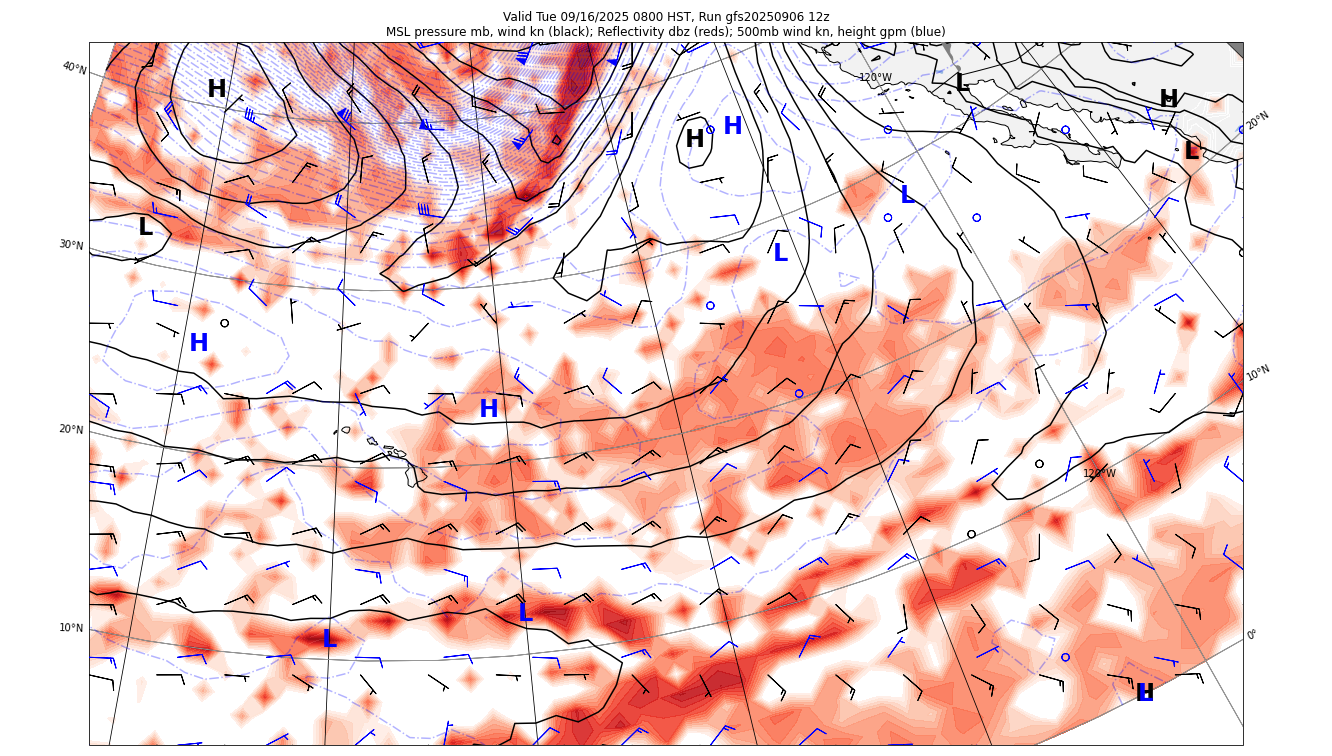 Valid Tue 09/16/2025 0800 HST, Run gfs20250906 12z
MSL pressure mb, wind kn (black); Reflectivity dbz (reds); 500mb wind kn, height gpm (blue)
40°N
120°W
L
H
H
20°N
H
H
L
L
L
30°N
L
H
10°N
H
20°N
120°W
L
10°N
L
0°
H